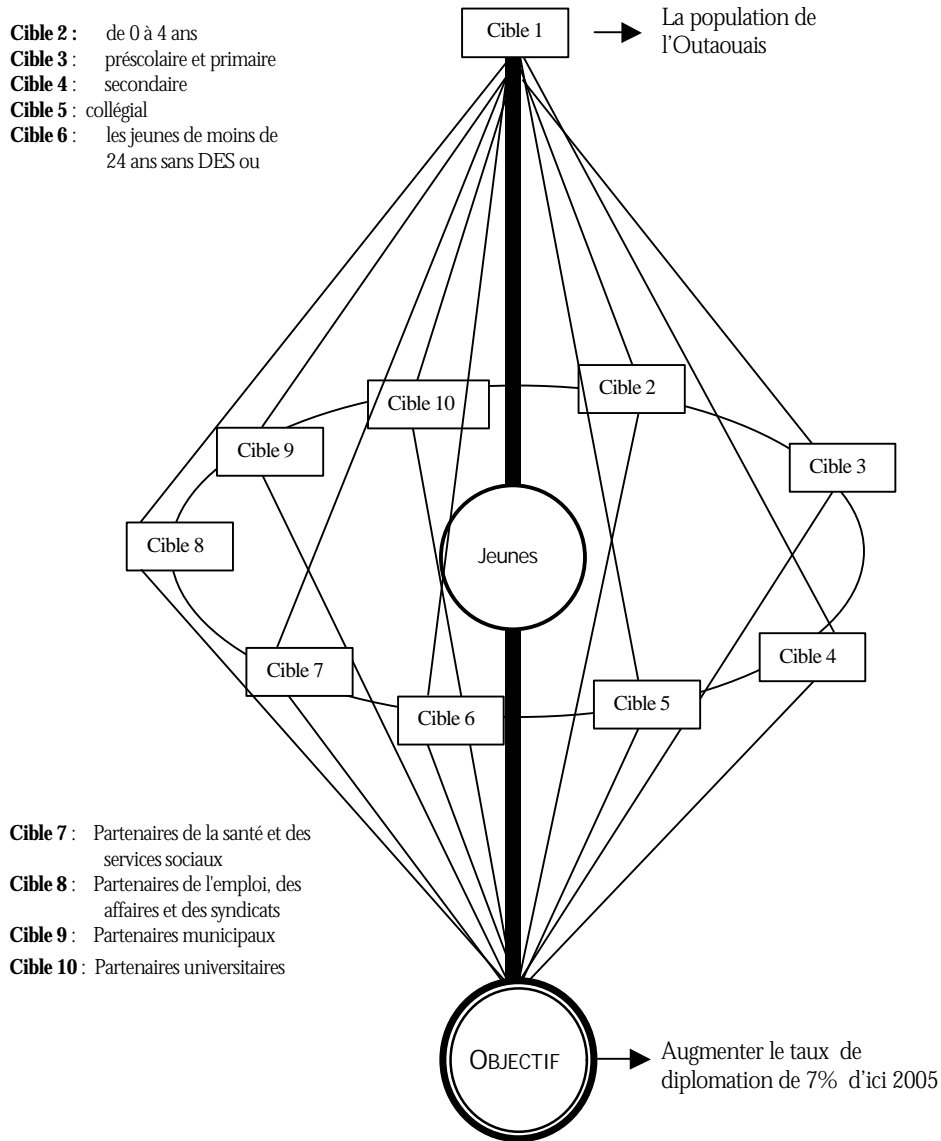 Cible 2 : de 0 à 4 ans
Cible 3 : préscolaire et primaire
Cible 4 : secondaire
Cible 5 : collégial
Cible 6 : les jeunes de moins de
24 ans sans DES ou
Cible 1
La population de
l'Outaouais
Cible 2
Cible 10
Cible 9
Cible 3
Cible 8
Jeunes
Cible 4
Cible 7
Cible 5
Cible 6
Cible 7 : Partenaires de la santé et des
services sociaux
Cible 8 : Partenaires de l'emploi, des
affaires et des syndicats
Cible 9 : Partenaires municipaux
Cible 10 : Partenaires universitaires
OBJECTIF
Augmenter le taux de
diplomation de 7% d'ici 2005